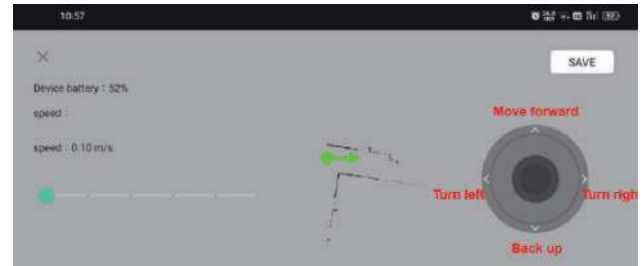 10:57
SAVE
Device battery : 52%
speed :
Move forward
speed : 0.10 m/s
Turn left
Turn righ
Back up